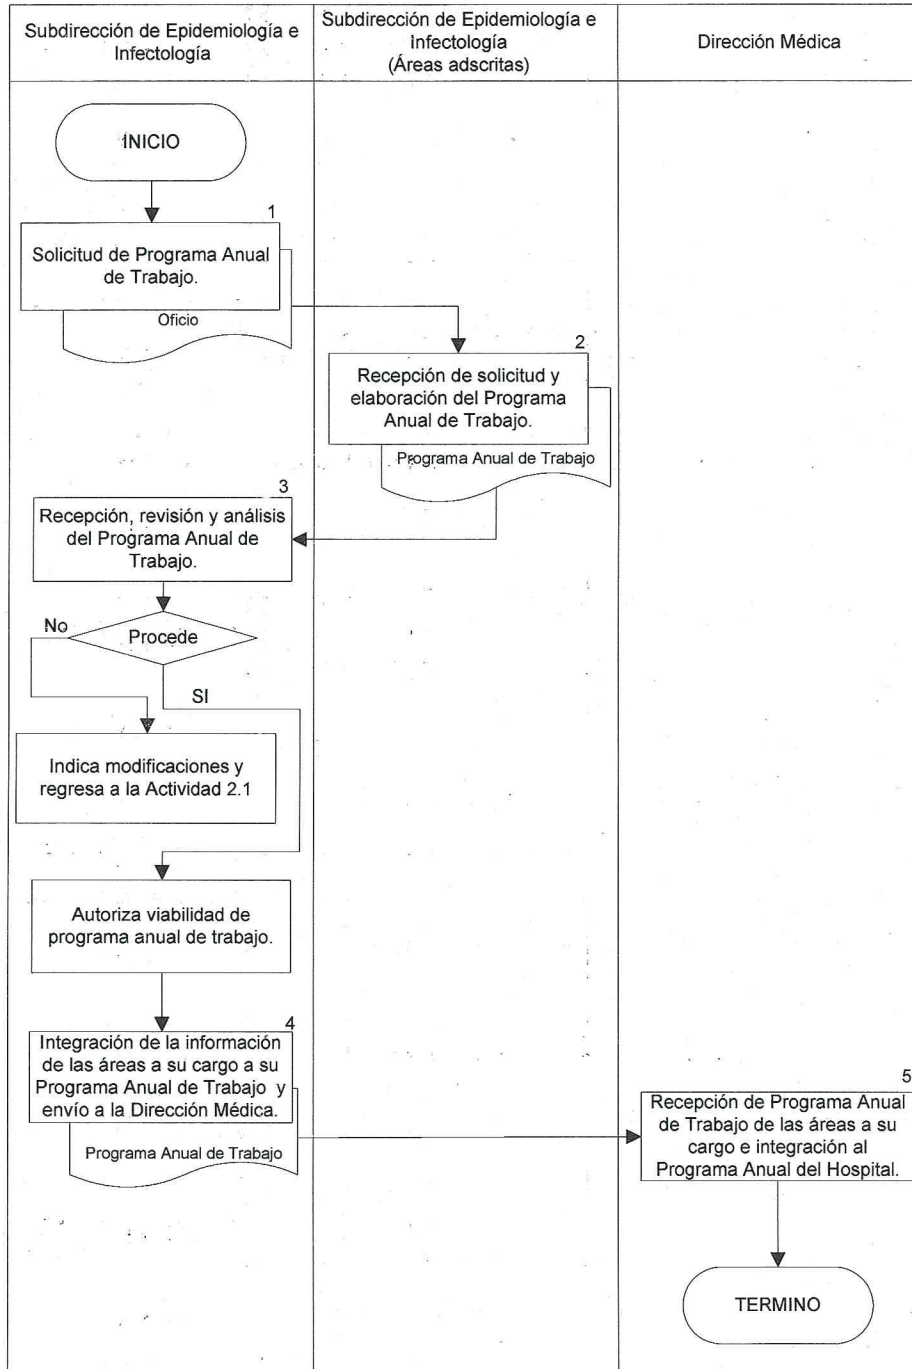 Subdirección de Epidemiología e
Infectología
Subdirección de Epidemiología e
Infectología
(Áreas adscritas)
Dirección Médica
INICIO
1
Solicitud de Programa Anual
de Trabajo.
Oficio
2
Recepción de solicitud y
elaboración del Programa
Anual de Trabajo.
Programa Anual de Trabajo
3
Recepción, revisión y análisis
del Programa Anual de
Trabajo.
No
Procede
SI
Indica modificaciones y
regresa a la Actividad 2.1
Autoriza viabilidad de
programa anual de trabajo.
4
Integración de la información
de las áreas a su cargo a su
Programa Anual de Trabajo y
envío a la Dirección Médica.
Programa Anual de Trabajo
5
Recepción de Programa Anual
de Trabajo de las áreas a su
cargo e integración al
Programa Anual del Hospital.
TERMINO